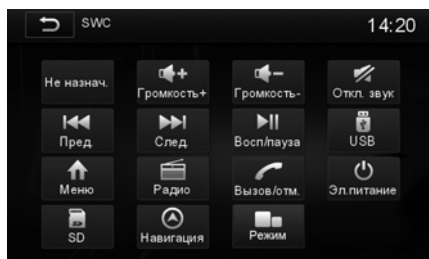 SWC 14:20
Не назнач. Громкость+ Громкость- Откл. звук
Пред. След. Восп/пауза USB
Меню Радио Вызов/отм. Эл.питание
SD Навигация Режим